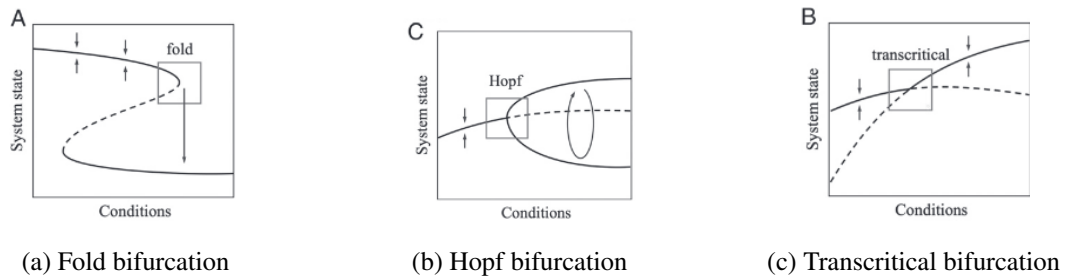 A
fold
System state
Conditions
(a) Fold bifurcation
C
Hopf
System state
Conditions
(b) Hopf bifurcation
B
transcritical
System state
Conditions
(c) Transcritical bifurcation